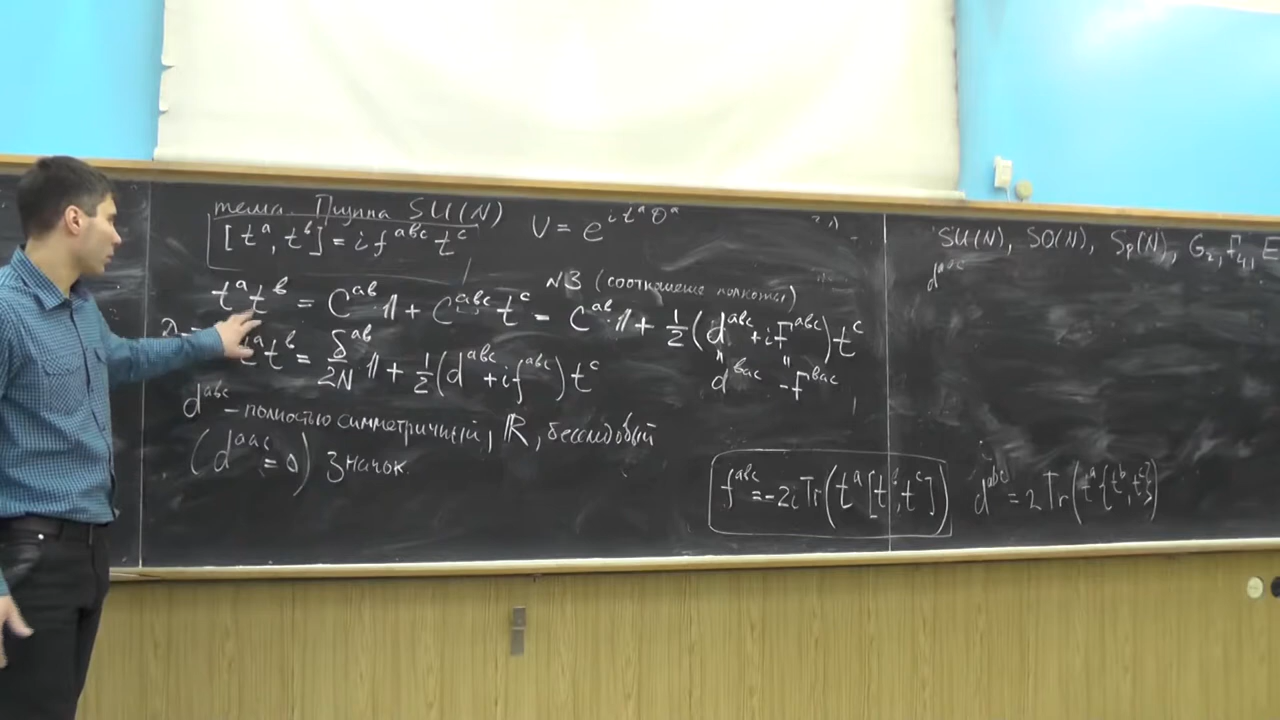 тема. Группа SU(N)
[t^a, t^b] = i f^{abc} t^c
V = e^{i t^a θ^a}
N3 (соотношение полноты)
t^a t^b = C^{ab} · 1 + C^{abc} t^c = C^{ab} · 1 + 1/2 (d^{abc} + i f^{abc}) t^c
" "
d^{bac} -f^{bac}
t^a t^b = δ^{ab}/2N 1 + 1/2 (d^{abc} + i f^{abc}) t^c
d^{abc} – полностью симметричный, ℝ, бесследовый
(d^{aac} = 0) значок.
f^{abc} = -2i Tr(t^a [t^b, t^c])
d^{abc} = 2 Tr(t^a {t^b, t^c})
SU(N), SO(N), Sp(N), G_2, F_4, E
d^{abc}